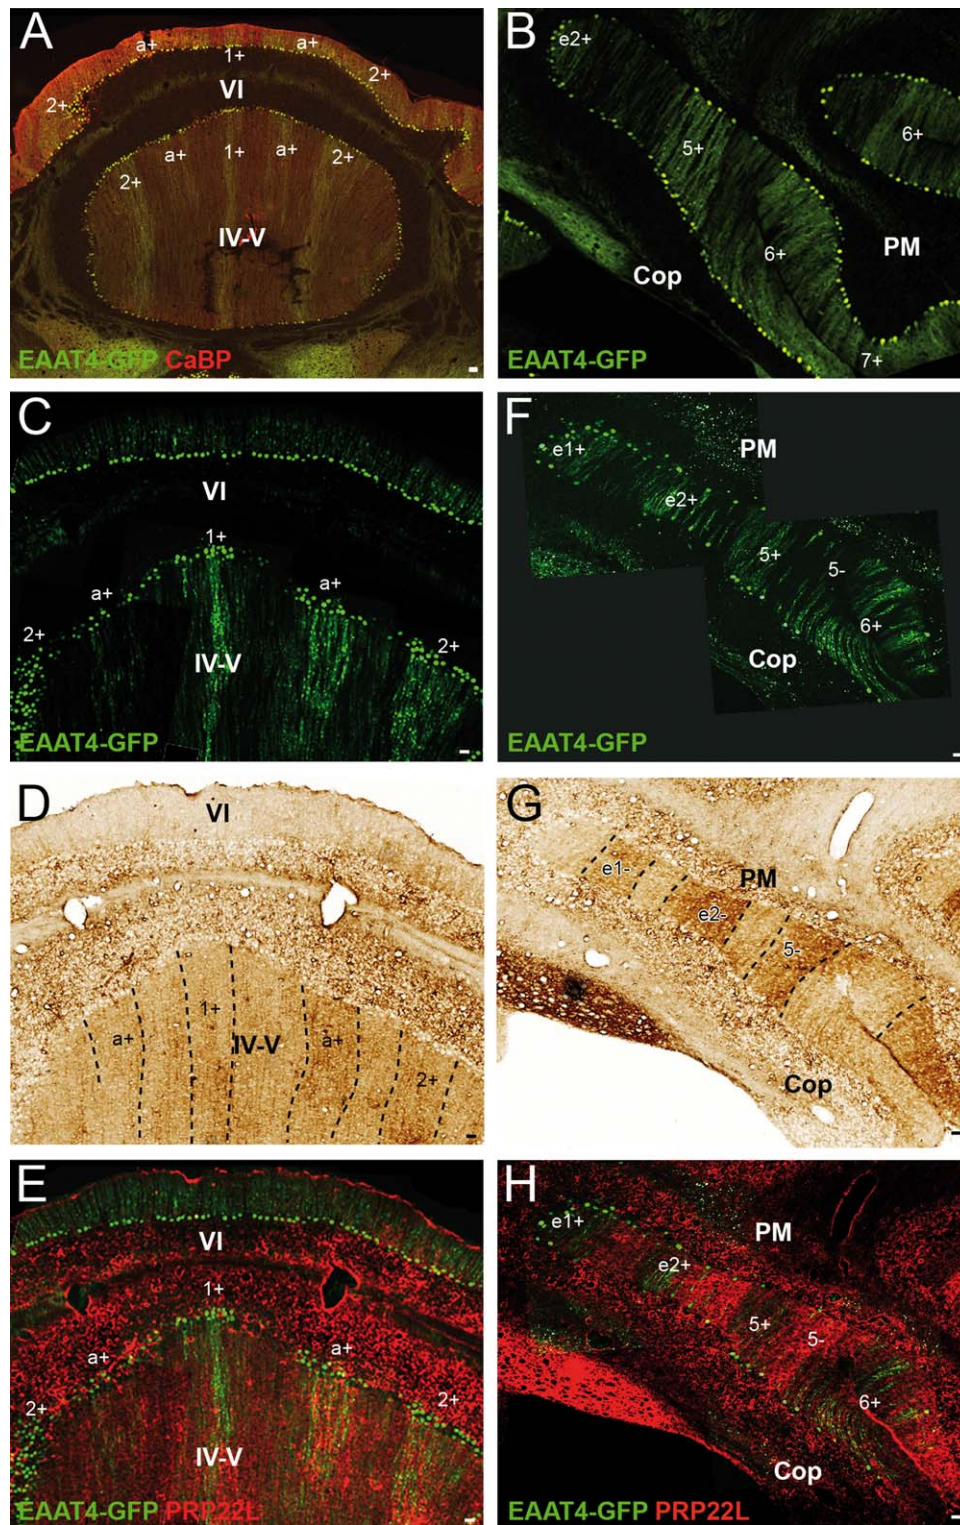 A
a+
1+
a+
2+
2+
VI
a+
1+
a+
2+
2+
IV-V
EAAT4-GFP CaBP
B
e2+
5+
6+
6+
PM
Cop
7+
EAAT4-GFP
C
VI
1+
a+
a+
2+
2+
IV-V
EAAT4-GFP
F
PM
e1+
e2+
5+
5-
6+
Cop
EAAT4-GFP
D
VI
1+
a+
IV-V
a+
2+
G
e1-
PM
e2-
5-
Cop
E
VI
1+
a+
a+
2+
2+
IV-V
EAAT4-GFP PRP22L
H
e1+
PM
e2+
5+
5-
6+
Cop
EAAT4-GFP PRP22L